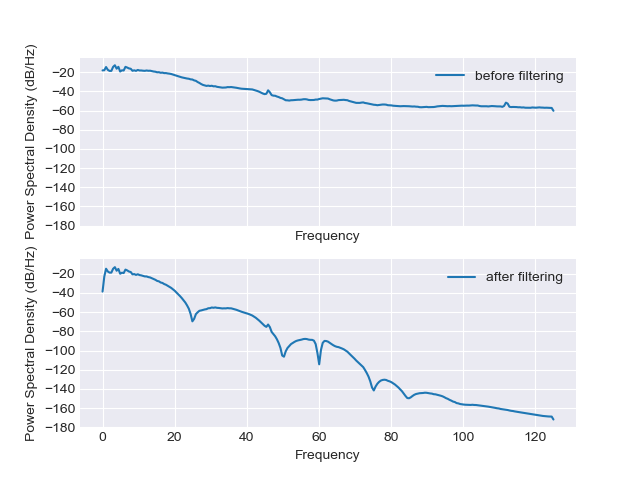 Power Spectral Density (dB/Hz)
−20
−40
−60
−80
−100
−120
−140
−160
−180
before filtering
Frequency
Power Spectral Density (dB/Hz)
−20
−40
−60
−80
−100
−120
−140
−160
−180
after filtering
0 20 40 60 80 100 120
Frequency